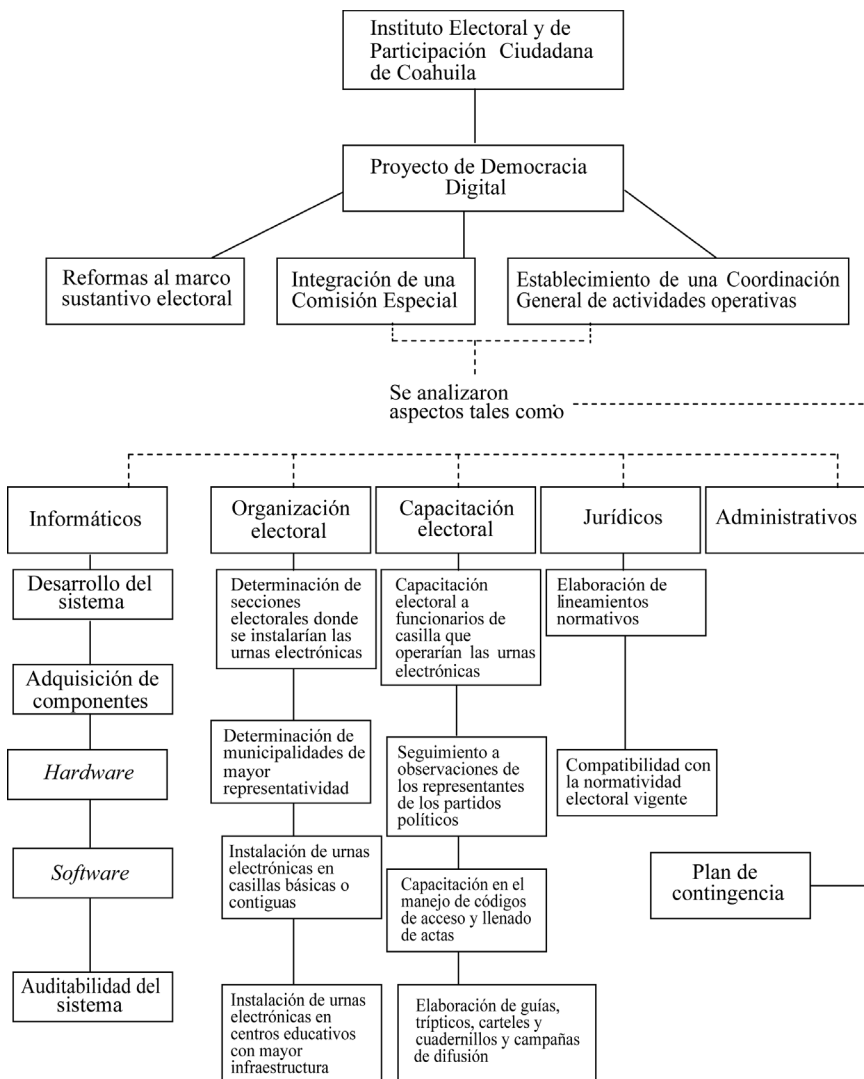 Instituto Electoral y de
Participación Ciudadana
de Coahuila
Proyecto de Democracia
Digital
Reformas al marco
sustantivo electoral
Integración de una
Comisión Especial
Establecimiento de una Coordinación
General de actividades operativas
Se analizaron
aspectos tales como
Informáticos
Desarrollo del
sistema
Adquisición de
componentes
Hardware
Software
Auditabilidad del
sistema
Organización
electoral
Determinación de
secciones
electorales donde
se instalarían las
urnas electrónicas
Determinación de
municipalidades de
mayor
representatividad
Instalación de urnas
electrónicas en
casillas básicas o
contiguas
Instalación de urnas
electrónicas en
centros educativos
con mayor
infraestructura
Capacitación
electoral
Capacitación
electoral a
funcionarios de
casilla que
operarían las urnas
electrónicas
Seguimiento a
observaciones de
los representantes
de los partidos
políticos
Capacitación en el
manejo de códigos
de acceso y llenado
de actas
Elaboración de guías,
trípticos, carteles y
cuadernillos y campañas
de difusión
Jurídicos
Elaboración de
lineamientos
normativos
Compatibilidad con
la normatividad
electoral vigente
Administrativos
Plan de
contingencia